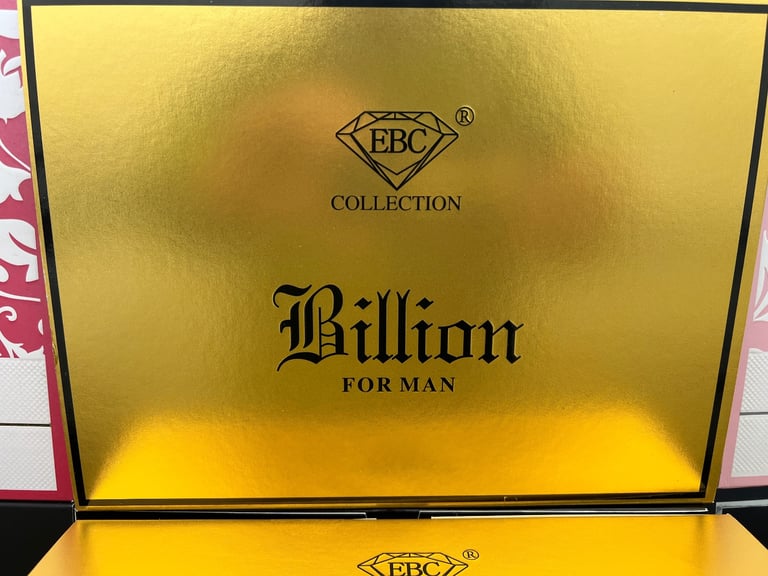 EBC®
COLLECTION
Billion
FOR MAN
EBC®